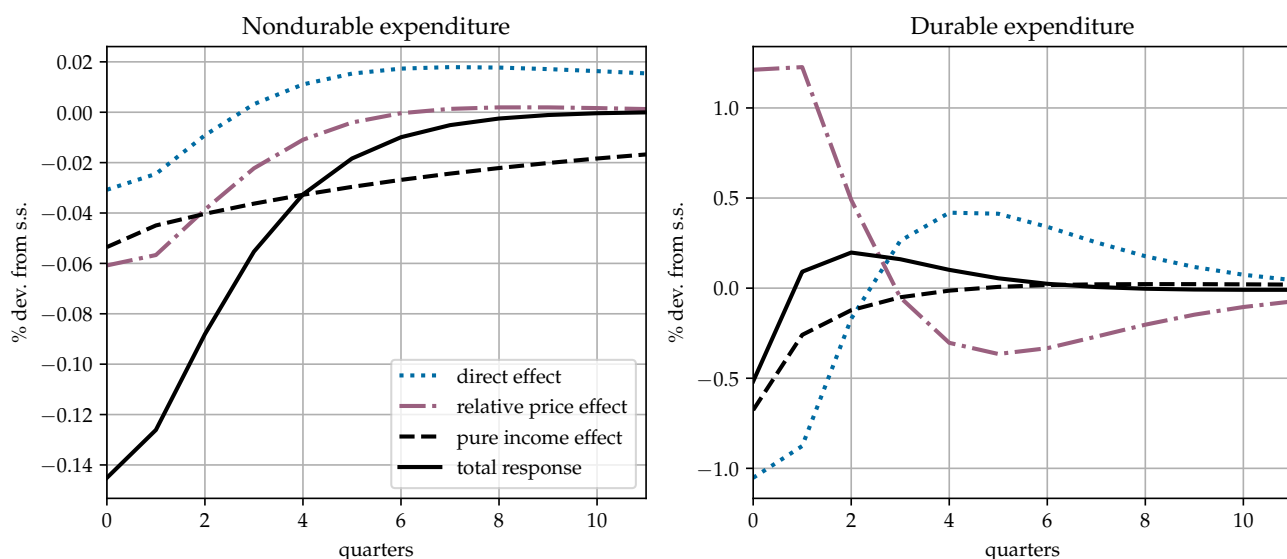 Nondurable expenditure
% dev. from s.s.
0.02
0.00
−0.02
−0.04
−0.06
−0.08
−0.10
−0.12
−0.14
direct effect
relative price effect
pure income effect
total response
0 2 4 6 8 10
quarters
Durable expenditure
% dev. from s.s.
1.0
0.5
0.0
−0.5
−1.0
0 2 4 6 8 10
quarters